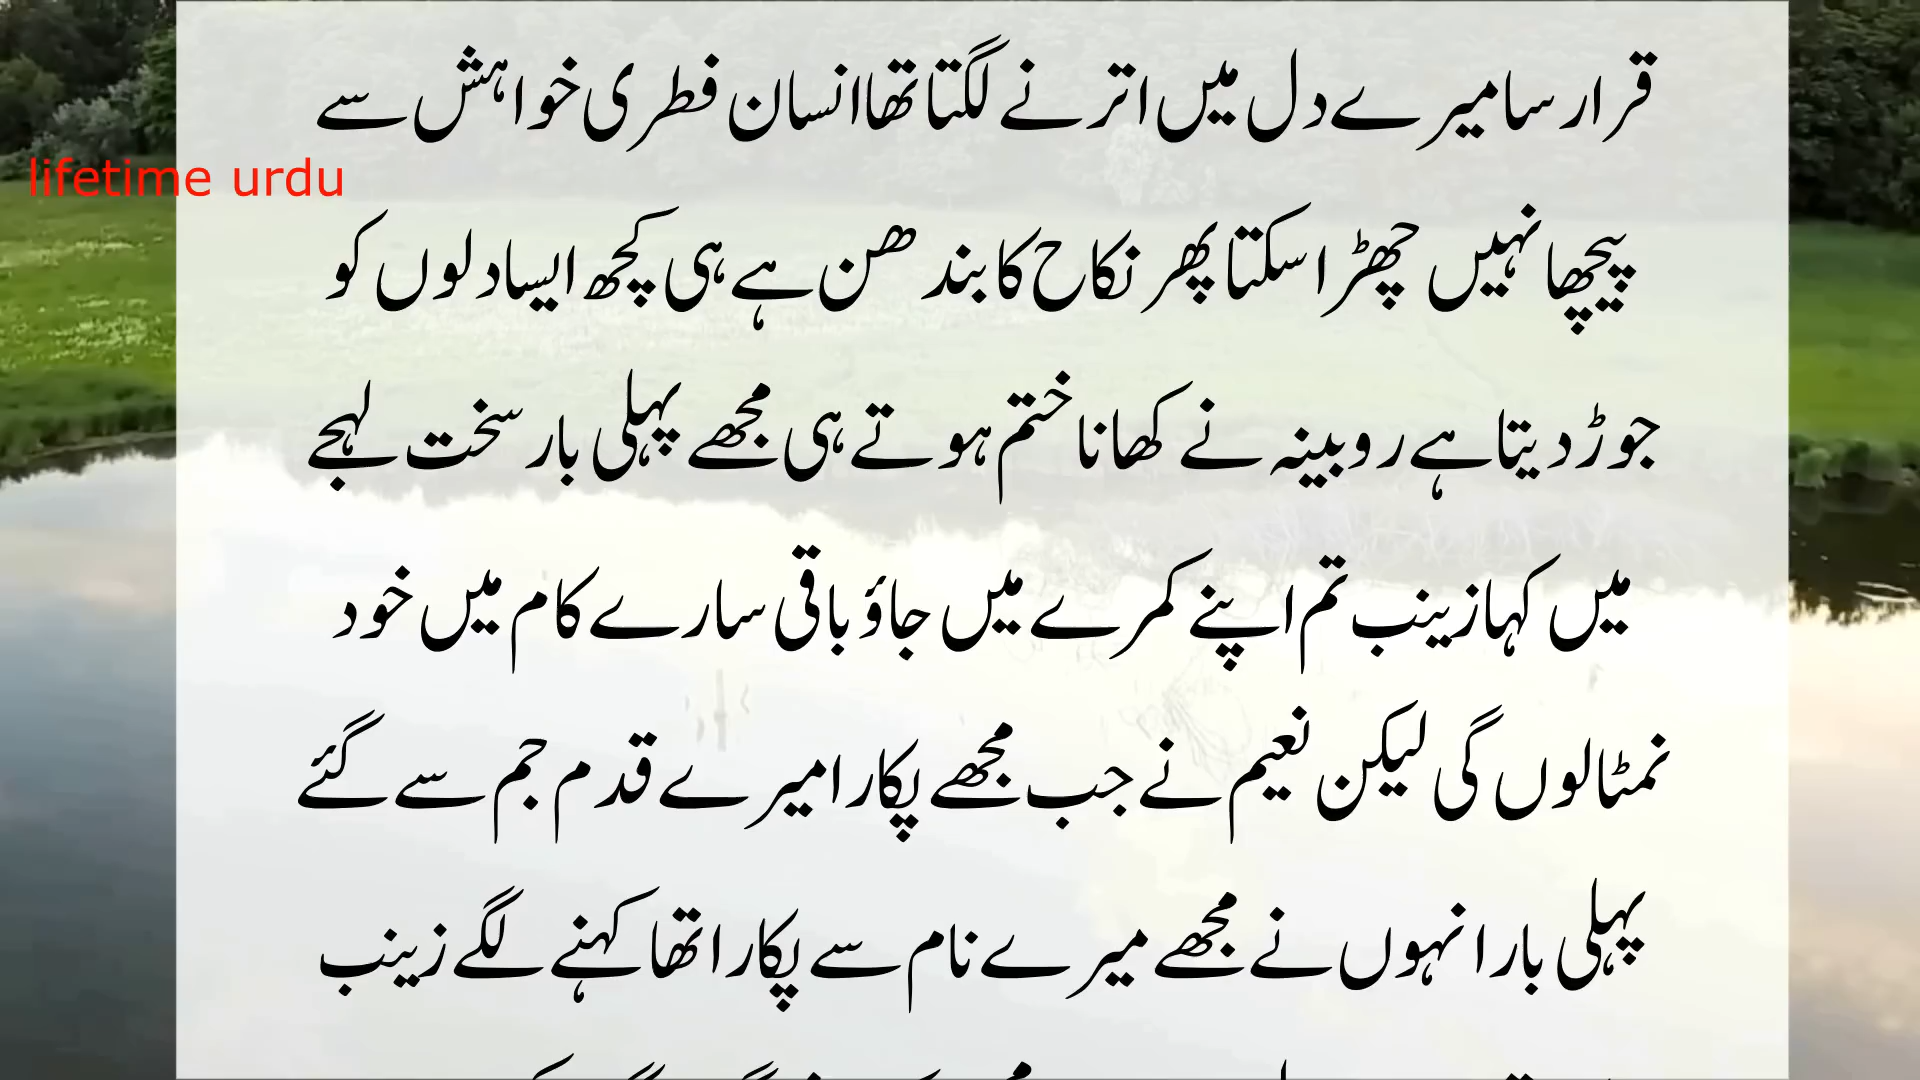 قرار سا میرے دل میں اترنے لگتا تھا انسان فطری خواہش سے
lifetime urdu
پیچھا نہیں چھڑا سکتا پھر نکاح کا بندھن ہے ہی کچھ ایسا دلوں کو
جوڑ دیتا ہے روبینہ نے کھانا ختم ہوتے ہی مجھے پہلی بار سخت لہجے
میں کہا زینب تم اپنے کمرے میں جاؤ باقی سارے کام میں خود
نمٹا لوں گی لیکن نعیم نے جب مجھے پکارا میرے قدم جم سے گئے
پہلی بار انہوں نے مجھے میرے نام سے پکارا تھا کہنے لگے زینب